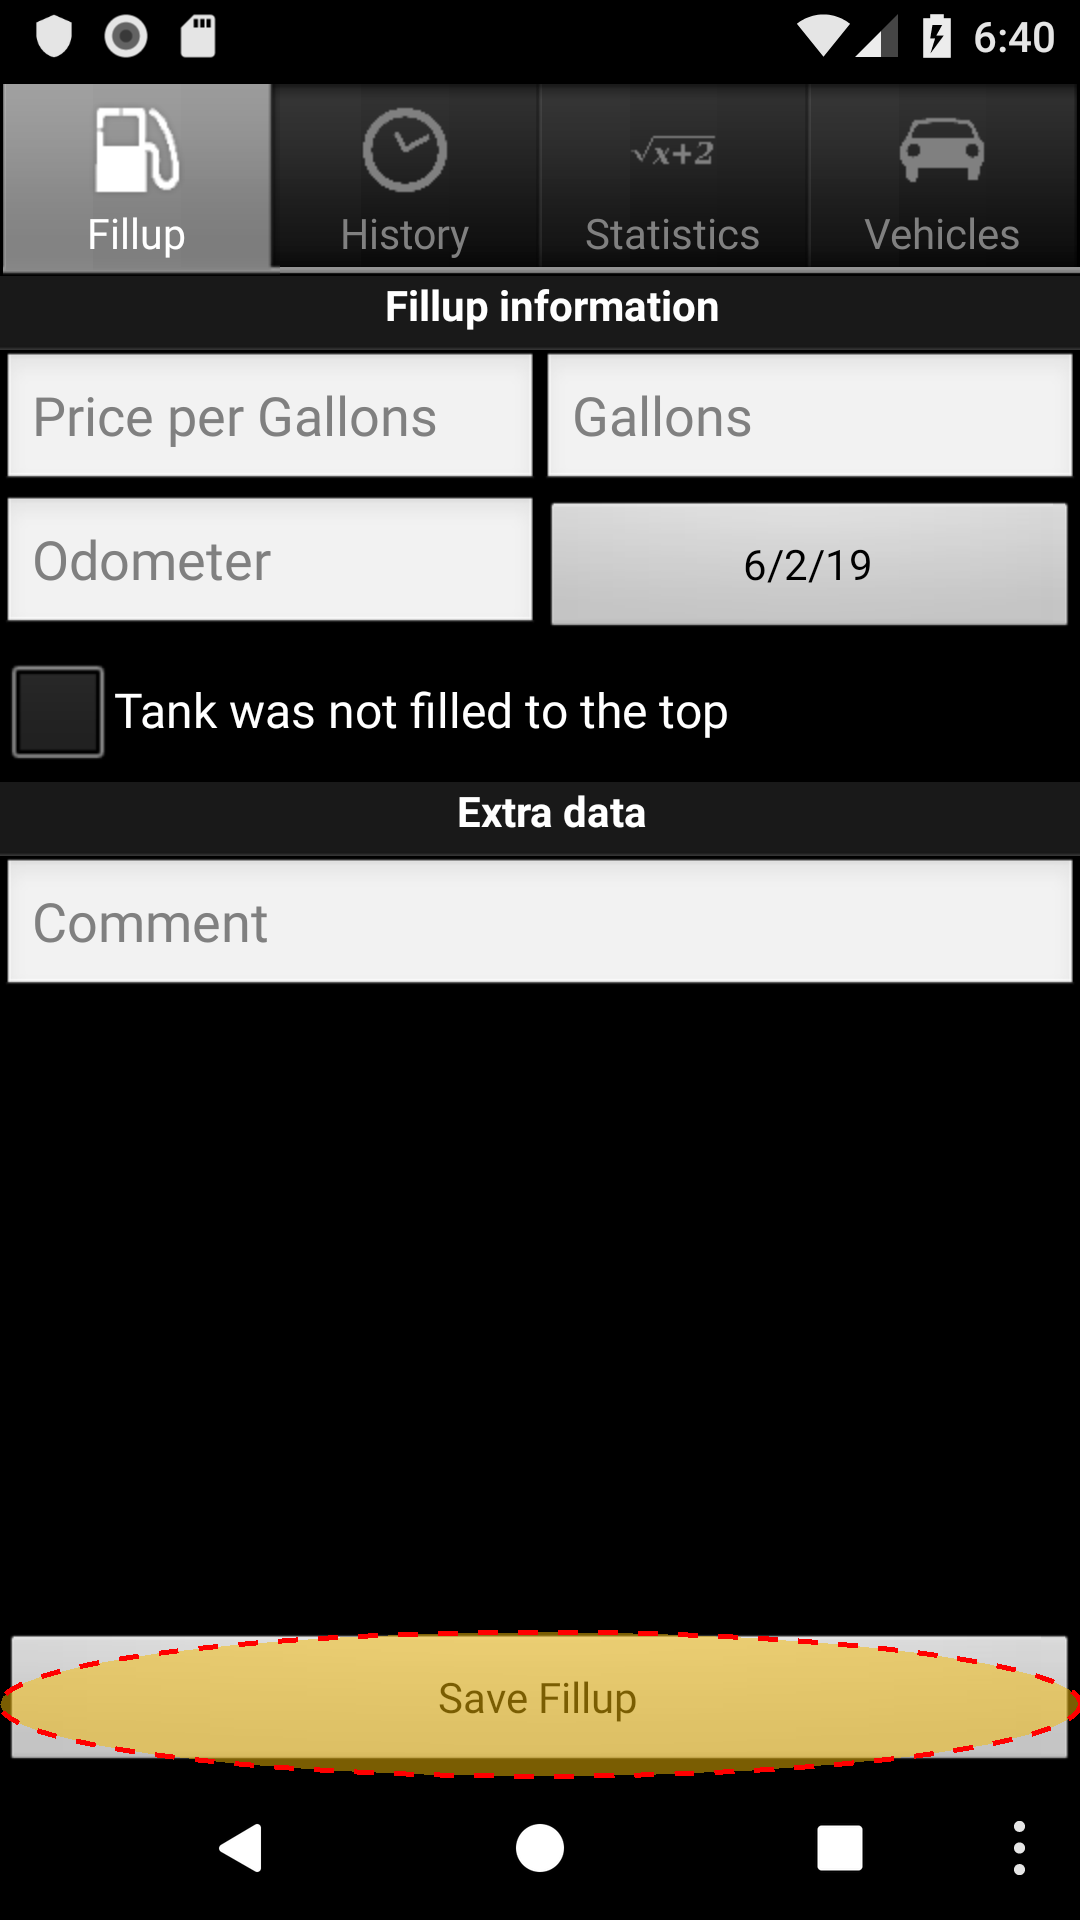 6:40
Fillup
History
√x+2
Statistics
Vehicles
Fillup information
Price per Gallons
Gallons
Odometer
6/2/19
Tank was not filled to the top
Extra data
Comment
Save Fillup